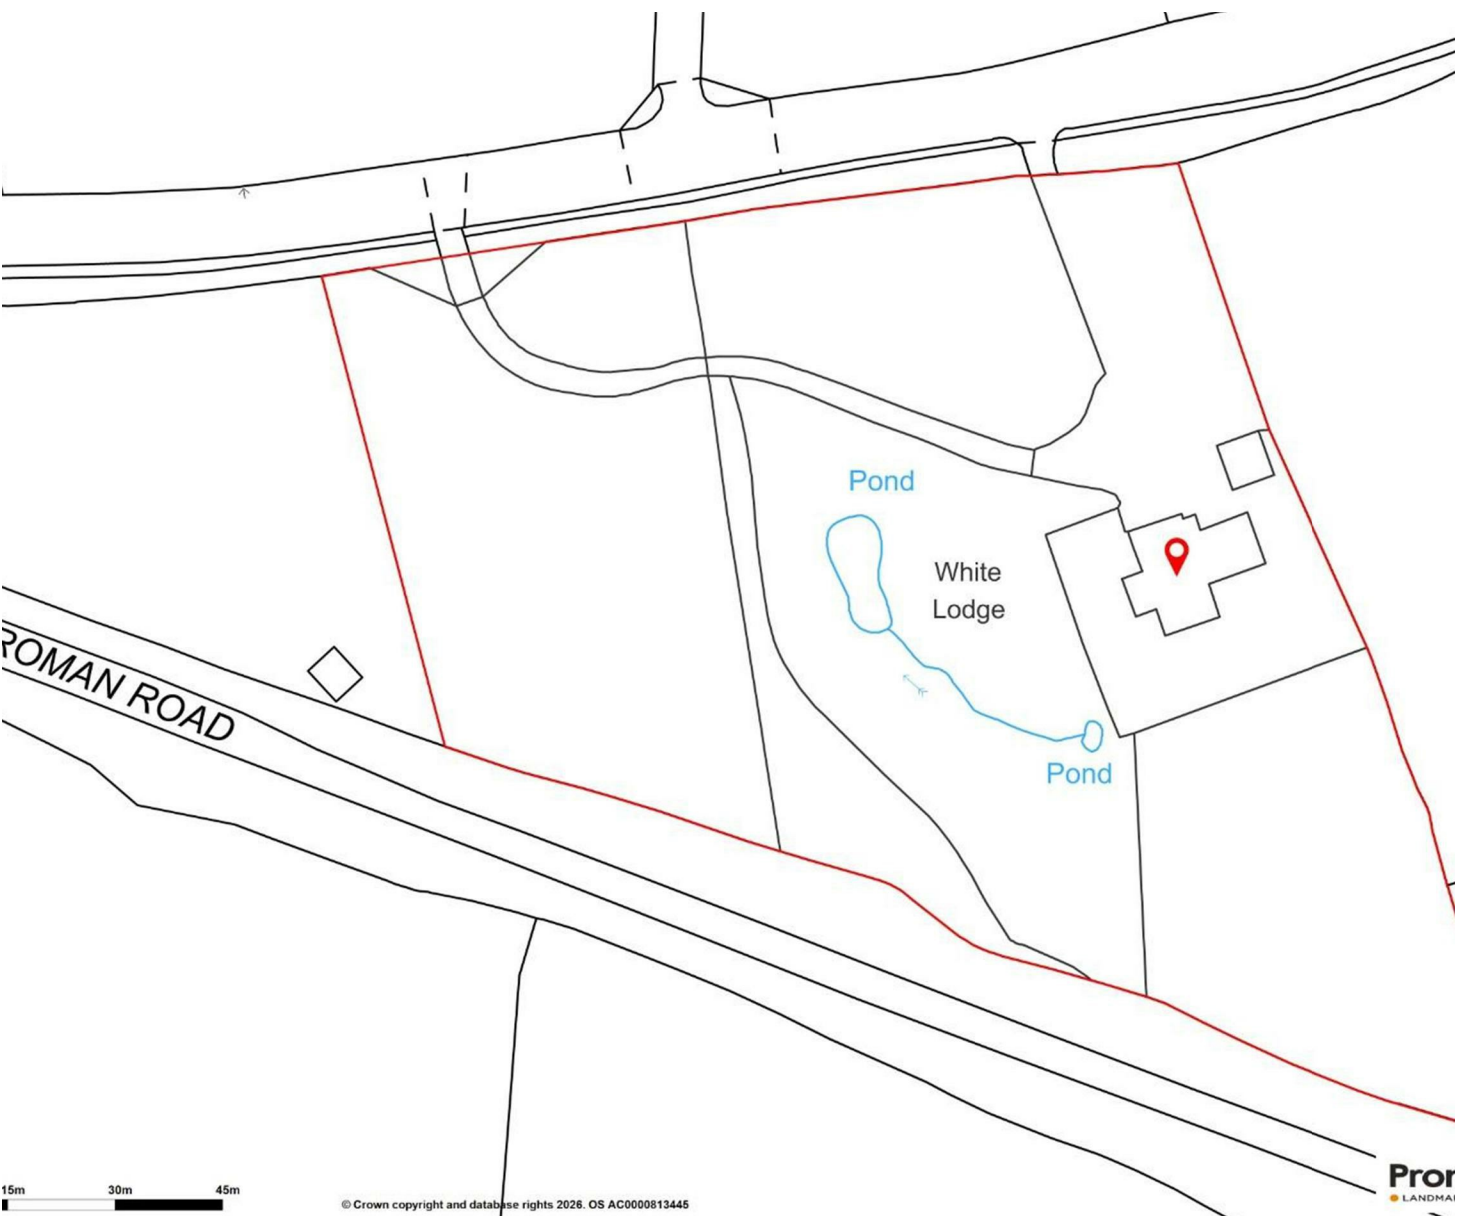 Pond
White
Lodge
Pond
ROMAN ROAD
15m 30m 45m
© Crown copyright and database rights 2026. OS AC0000813445